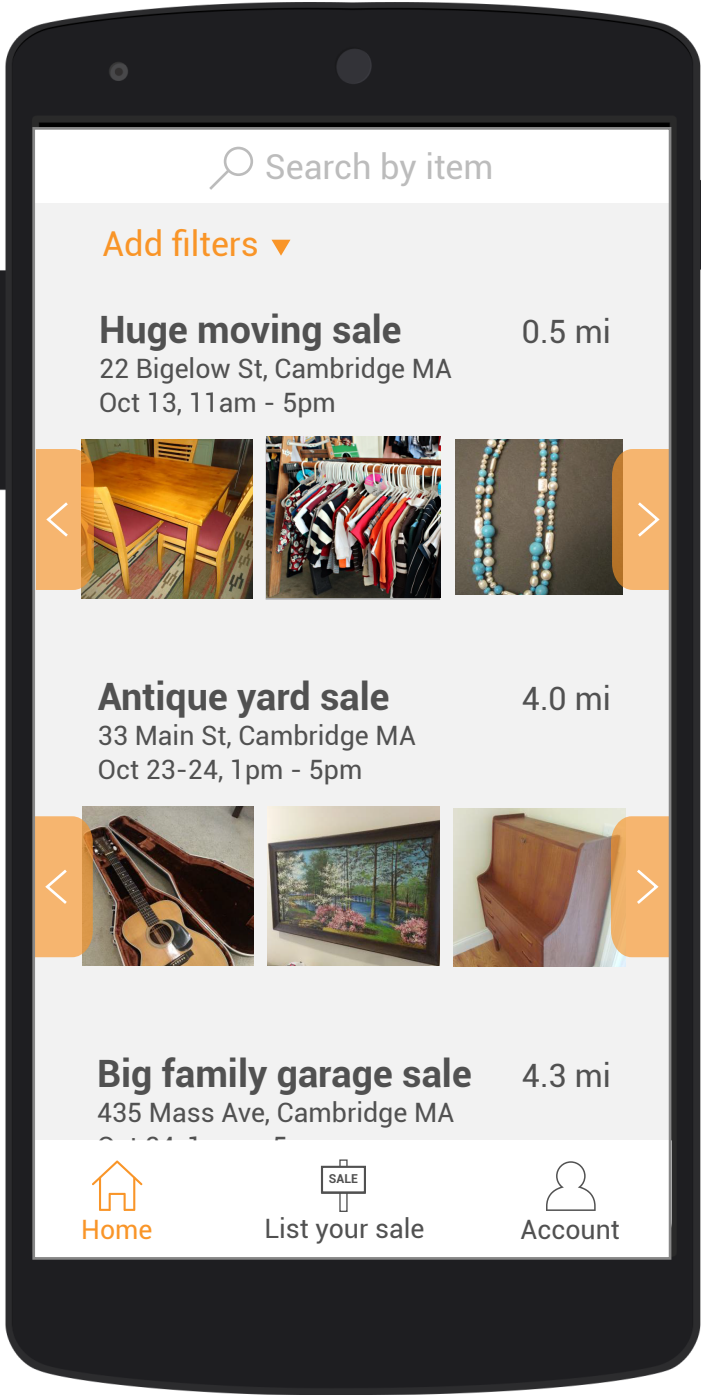 Search by item
Add filters
Huge moving sale 0.5 mi
22 Bigelow St, Cambridge MA
Oct 13, 11am - 5pm
Antique yard sale 4.0 mi
33 Main St, Cambridge MA
Oct 23-24, 1pm - 5pm
Big family garage sale 4.3 mi
435 Mass Ave, Cambridge MA
SALE
Home List your sale Account